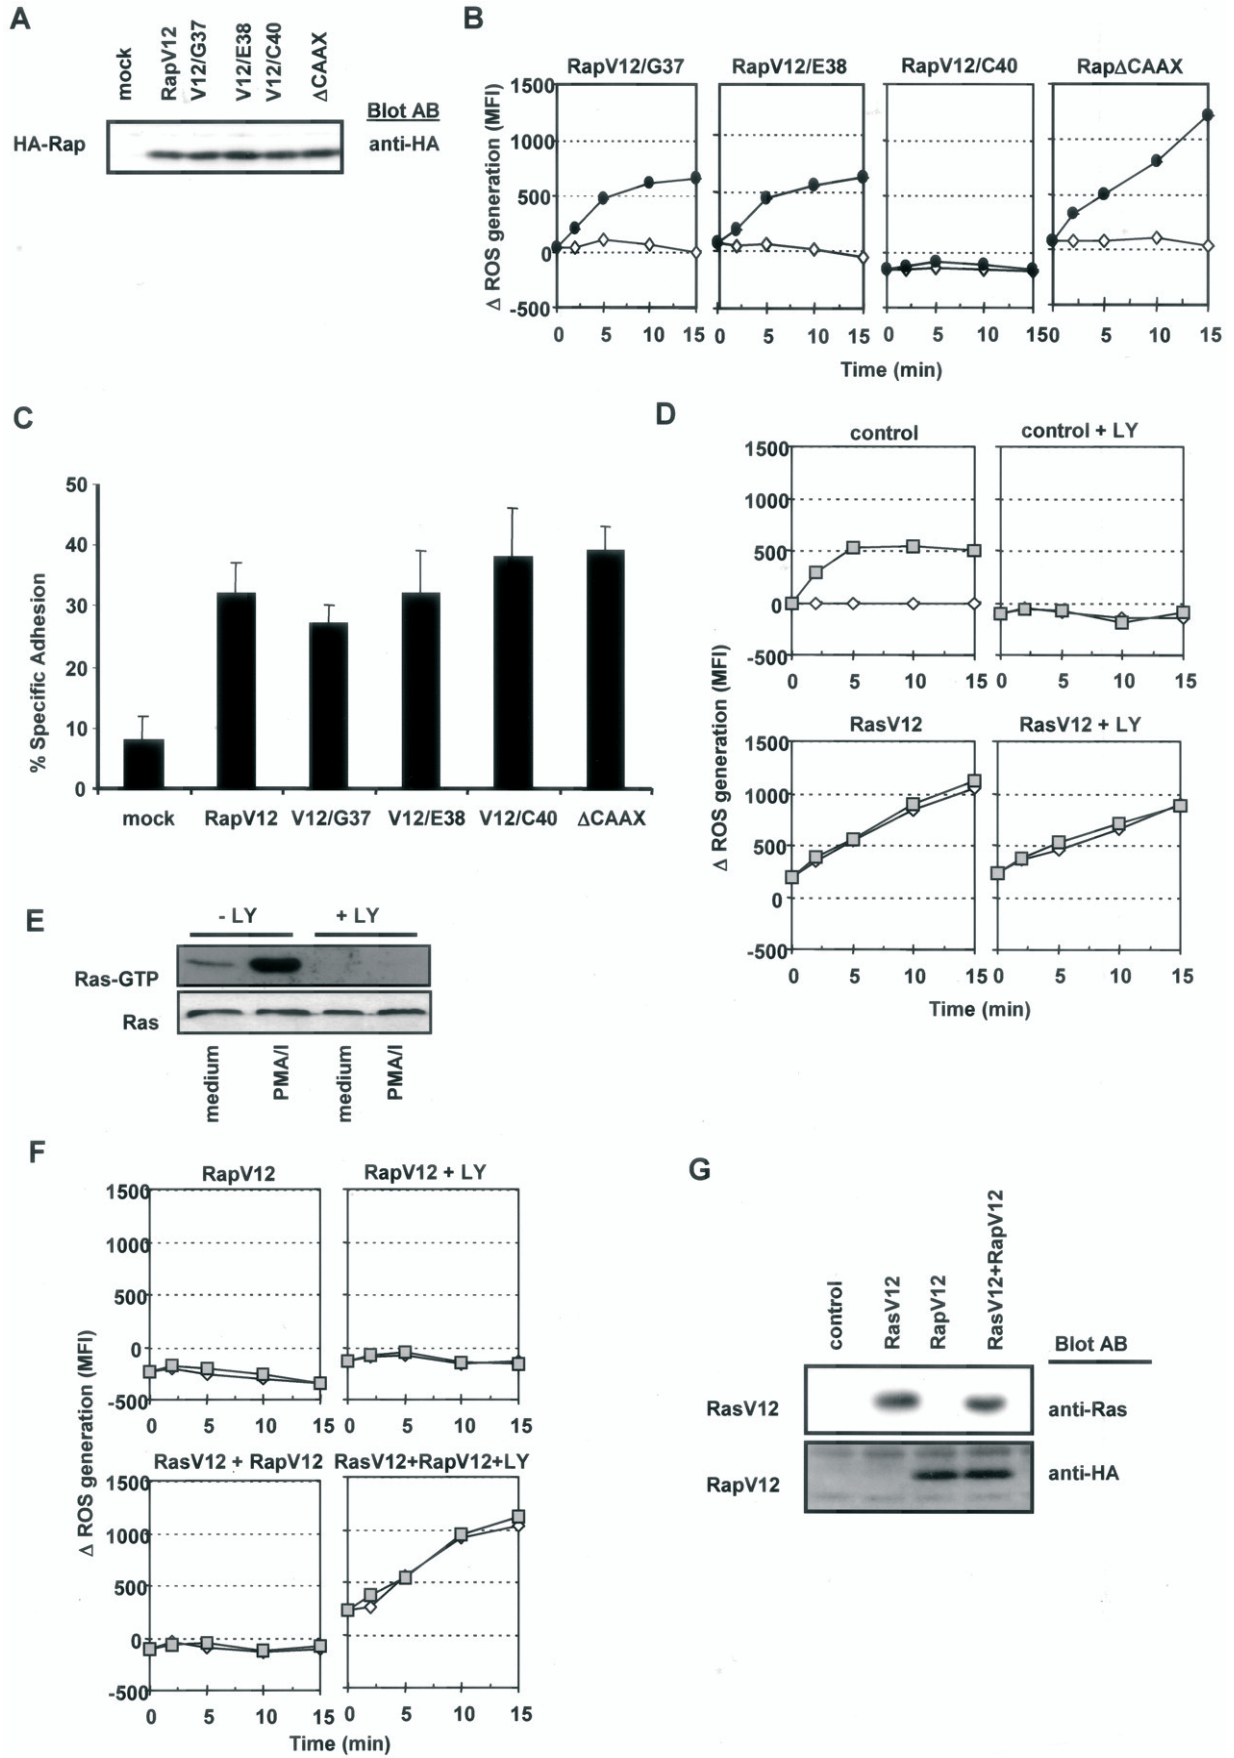 A
mock
RapV12
V12/G37
V12/E38
V12/C40
ΔCAAX
Blot AB
HA-Rap
anti-HA
B
RapV12/G37
RapV12/E38
RapV12/C40
RapΔCAAX
Δ ROS generation (MFI)
1500
1000
500
0
-500
0 5 10 15
0 5 10 15
0 5 10 15
0 5 10 15
Time (min)
C
% Specific Adhesion
50
40
30
20
10
0
mock RapV12 V12/G37 V12/E38 V12/C40 ΔCAAX
D
control
control + LY
1500
1000
500
0
-500
0 5 10 15
0 5 10 15
Δ ROS generation (MFI)
RasV12
RasV12 + LY
1500
1000
500
0
-500
0 5 10 15
0 5 10 15
Time (min)
E
- LY
+ LY
Ras-GTP
Ras
medium
PMA/I
medium
PMA/I
F
RapV12
RapV12 + LY
1500
1000
500
0
-500
0 5 10 15
0 5 10 15
Δ ROS generation (MFI)
RasV12 + RapV12
RasV12+RapV12+LY
1500
1000
500
0
-500
0 5 10 15
0 5 10 15
Time (min)
G
control
RasV12
RapV12
RasV12+RapV12
Blot AB
RasV12
anti-Ras
RapV12
anti-HA